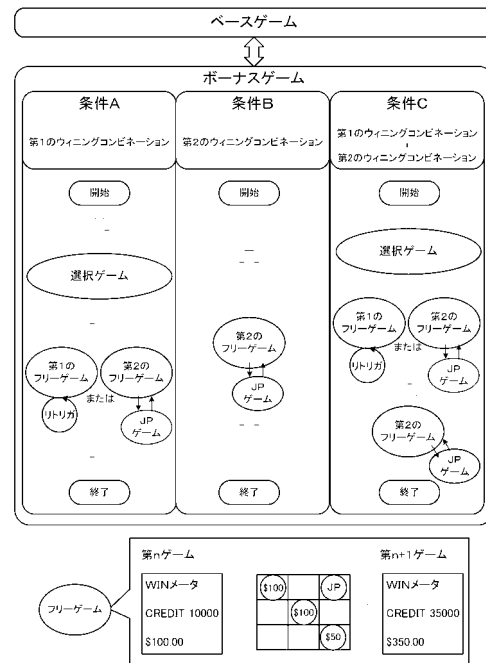 ベースゲーム
ボーナスゲーム
条件A
第1のウィニングコンビネーション
開始
選択ゲーム
第1の
フリーゲーム
または
第2の
フリーゲーム
リトリガ
JP
ゲーム
終了
条件B
第2のウィニングコンビネーション
開始
第2の
フリーゲーム
JP
ゲーム
終了
条件C
第1のウィニングコンビネーション
+
第2のウィニングコンビネーション
開始
選択ゲーム
第1の
フリーゲーム
または
第2の
フリーゲーム
リトリガ
JP
ゲーム
第2の
フリーゲーム
JP
ゲーム
終了
フリーゲーム
第nゲーム
WINメータ
CREDIT 10000
$100.00
$100
JP
$100
$50
第n+1ゲーム
WINメータ
CREDIT 35000
$350.00